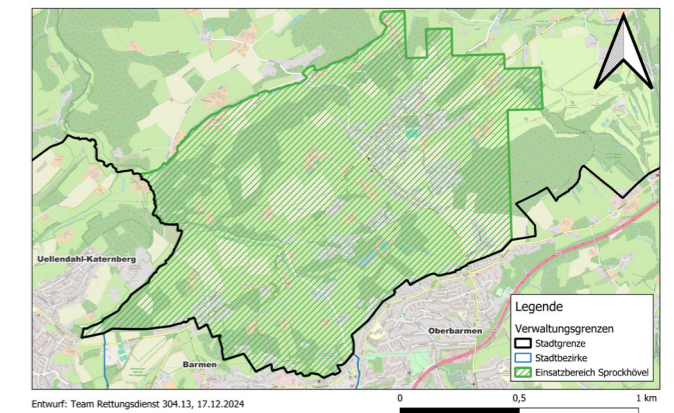 Uellendahl-Katernberg
Barmen
Oberbarmen
Legende
Verwaltungsgrenzen
Stadtgrenze
Stadtbezirke
Einsatzbereich Sprockhövel
Entwurf: Team Rettungsdienst 304.13, 17.12.2024
0 0,5 1 km